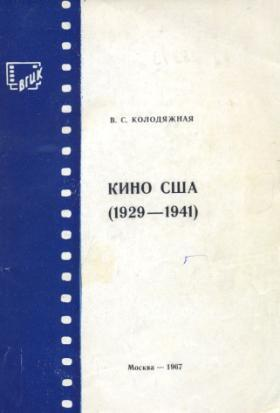 ВГИК
В. С. КОЛОДЯЖНАЯ
КИНО США
(1929—1941)
Москва — 1967